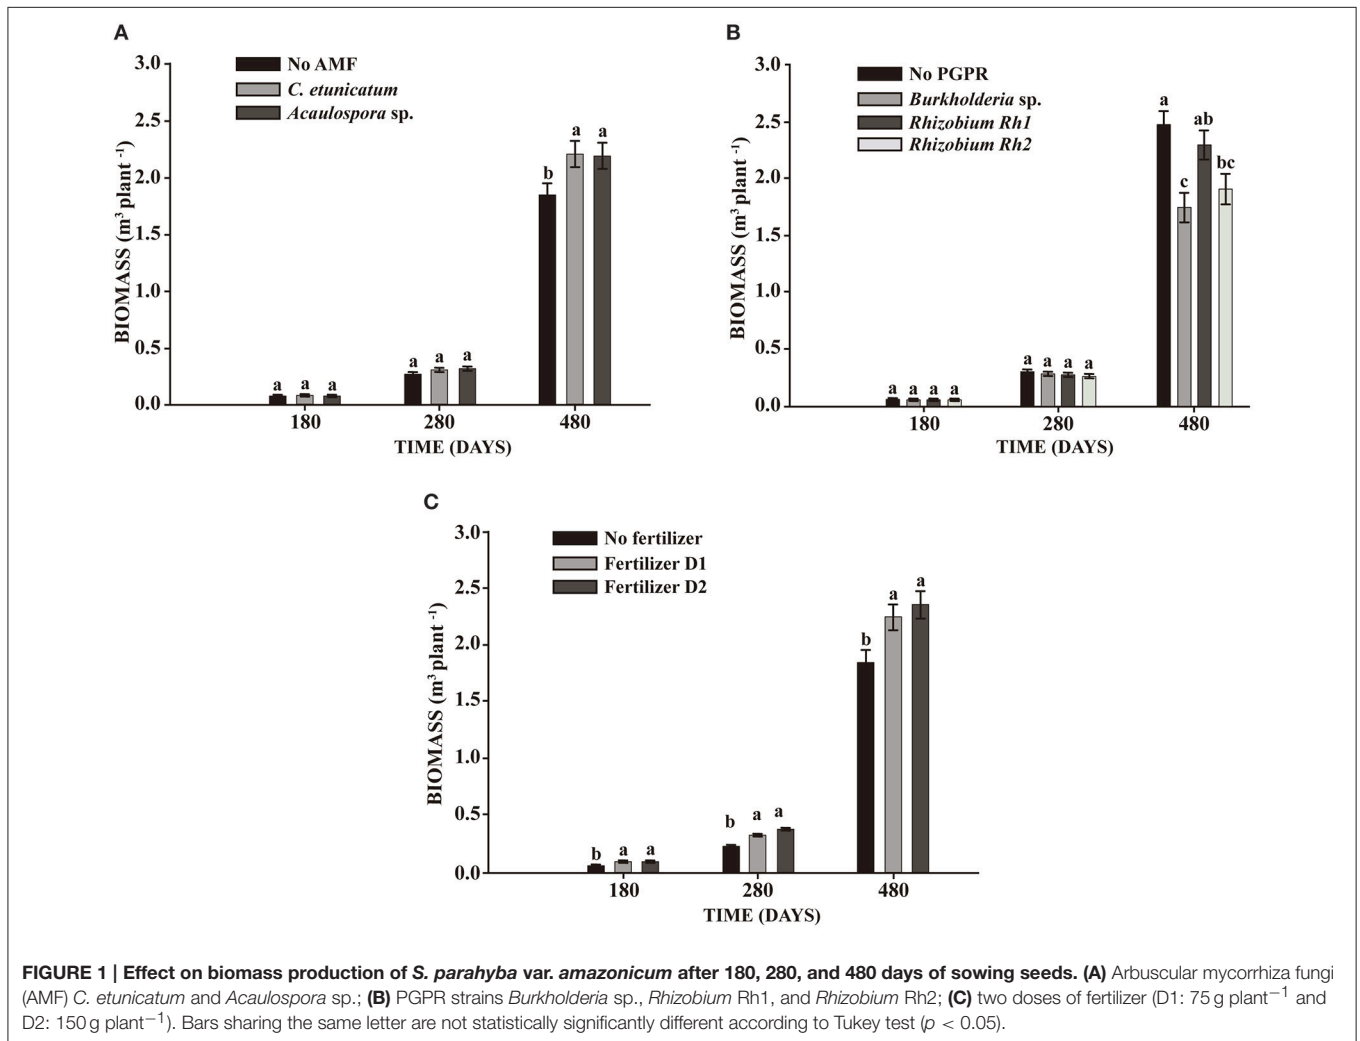 A
BIOMASS (m³ plant ⁻¹)
3.0
2.5
2.0
1.5
1.0
0.5
0.0
No AMF
C. etunicatum
Acaulospora sp.
a a a
a a a
b a a
180 280 480
TIME (DAYS)
B
BIOMASS (m³ plant ⁻¹)
3.0
2.5
2.0
1.5
1.0
0.5
0.0
No PGPR
Burkholderia sp.
Rhizobium Rh1
Rhizobium Rh2
a a a a
a a a a
a c ab bc
180 280 480
TIME (DAYS)
C
BIOMASS (m³ plant ⁻¹)
3.0
2.5
2.0
1.5
1.0
0.5
0.0
No fertilizer
Fertilizer D1
Fertilizer D2
b a a
b a a
b a a
180 280 480
TIME (DAYS)
FIGURE 1 | Effect on biomass production of S. parahyba var. amazonicum after 180, 280, and 480 days of sowing seeds. (A) Arbuscular mycorrhiza fungi
(AMF) C. etunicatum and Acaulospora sp.; (B) PGPR strains Burkholderia sp., Rhizobium Rh1, and Rhizobium Rh2; (C) two doses of fertilizer (D1: 75 g plant⁻¹ and
D2: 150 g plant⁻¹). Bars sharing the same letter are not statistically significantly different according to Tukey test (p < 0.05).